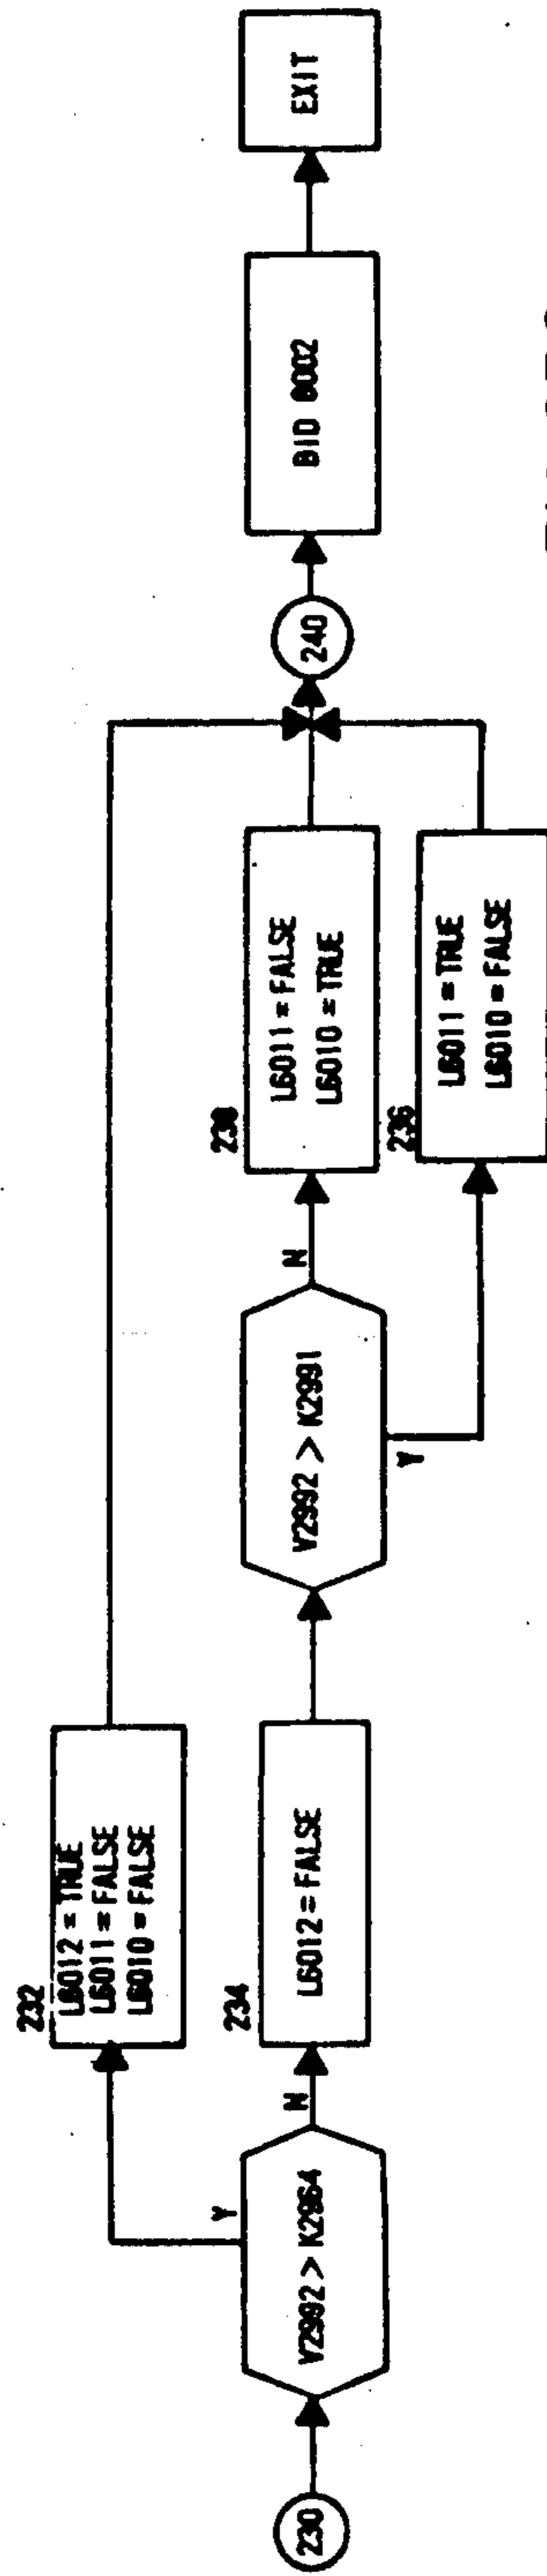 230
V2992 > K2964
Y
N
232
L6012 = TRUE
L6011 = FALSE
L6010 = FALSE
234
L6012 = FALSE
V2992 > K2991
N
Y
238
L6011 = FALSE
L6010 = TRUE
236
L6011 = TRUE
L6010 = FALSE
240
BID 8002
EXIT